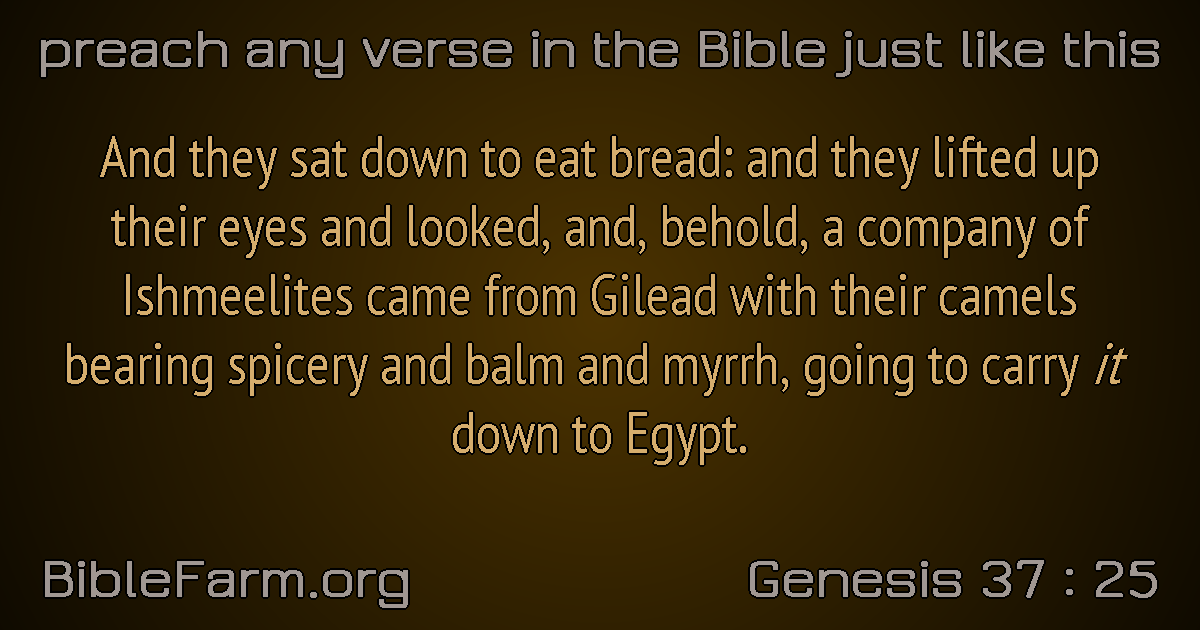 preach any verse in the Bible just like this
And they sat down to eat bread: and they lifted up
their eyes and looked, and, behold, a company of
Ishmeelites came from Gilead with their camels
bearing spicery and balm and myrrh, going to carry it
down to Egypt.
BibleFarm.org
Genesis 37 : 25